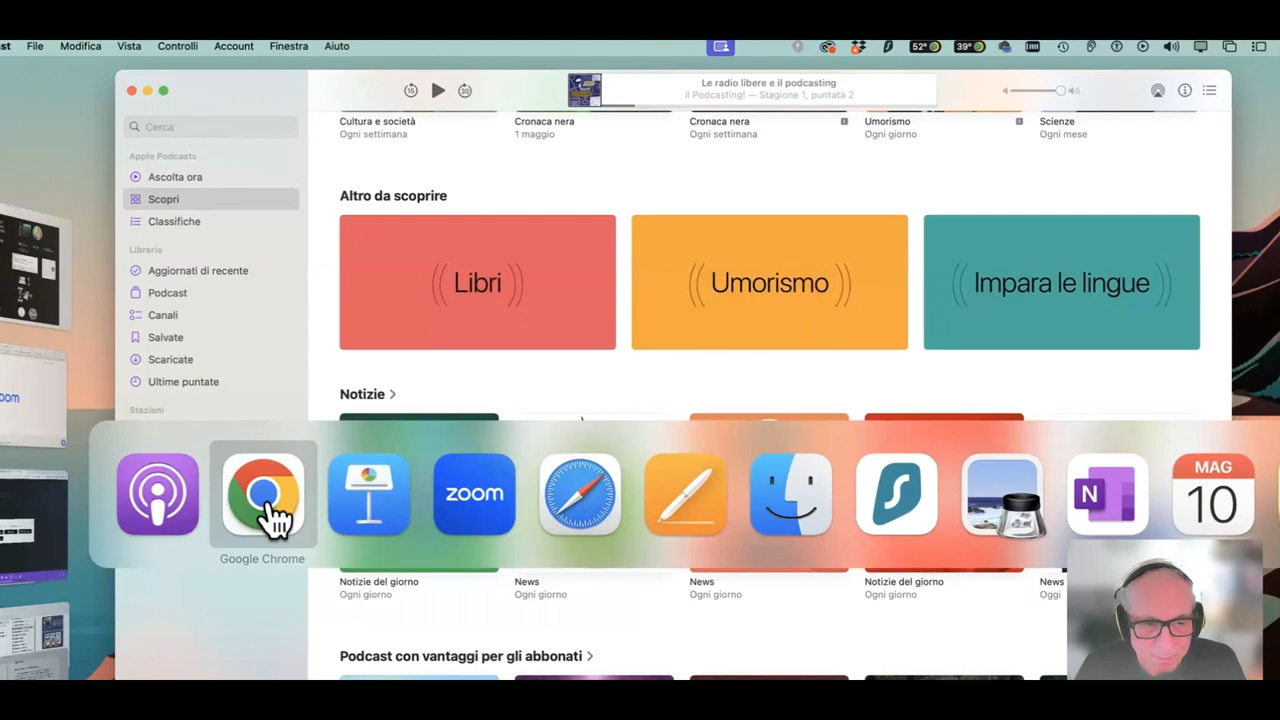 st File Modifica Vista Controlli Account Finestra Aiuto
52° 39°
Le radio libere e il podcasting
Il Podcasting! — Stagione 1, puntata 2
15 30
Cerca
Apple Podcasts
Ascolta ora
Scopri
Classifiche
Libreria
Aggiornati di recente
Podcast
Canali
Salvate
Scaricate
Ultime puntate
Stazioni
Cultura e società
Ogni settimana
Cronaca nera
1 maggio
Cronaca nera
Ogni settimana
Umorismo
Ogni giorno
Scienze
Ogni mese
Altro da scoprire
Libri
Umorismo
Impara le lingue
Notizie >
oom
zoom
N
MAG
10
Google Chrome
Notizie del giorno
Ogni giorno
News
Ogni giorno
News
Ogni giorno
Notizie del giorno
Ogni giorno
News
Oggi
Podcast con vantaggi per gli abbonati >